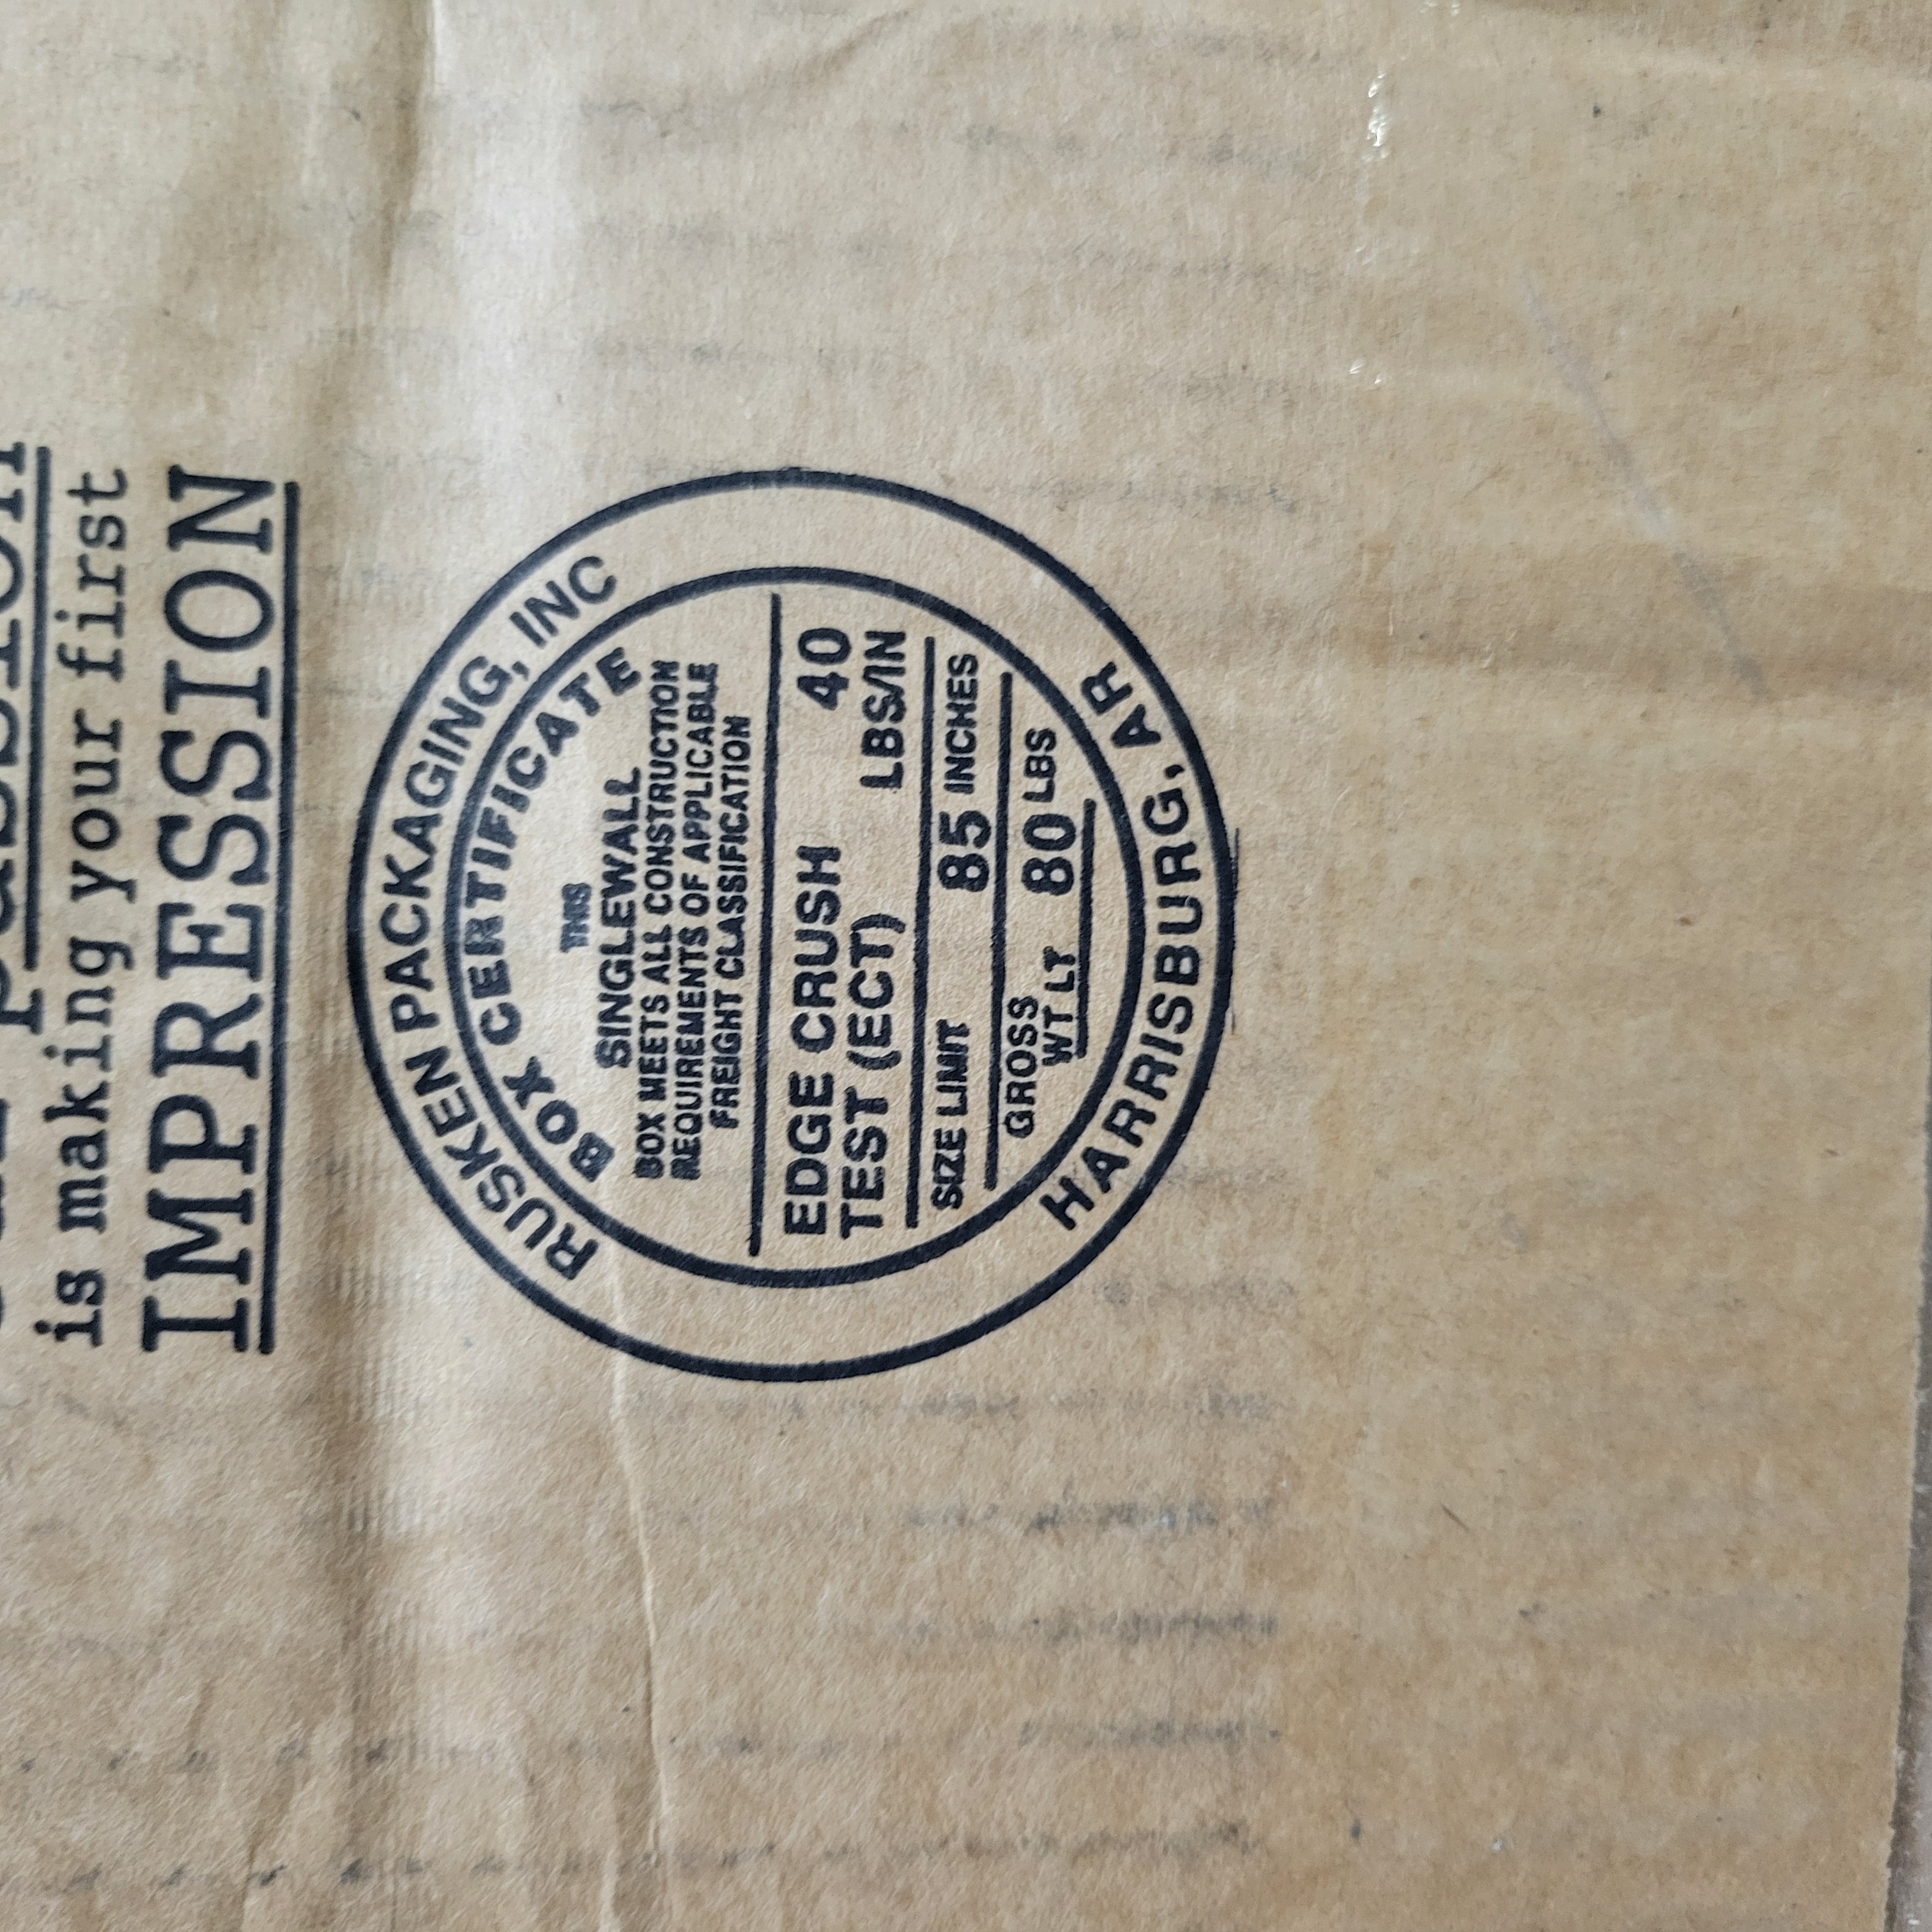 passion
is making your first
IMPRESSION
RUSKEN PACKAGING, INC
BOX CERTIFICATE
THIS
SINGLEWALL
BOX MEETS ALL CONSTRUCTION
REQUIREMENTS OF APPLICABLE
FREIGHT CLASSIFICATION
EDGE CRUSH 40
TEST (ECT) LBS/IN
SIZE LIMIT 85 INCHES
GROSS
WT LT 80 LBS
HARRISBURG, AR